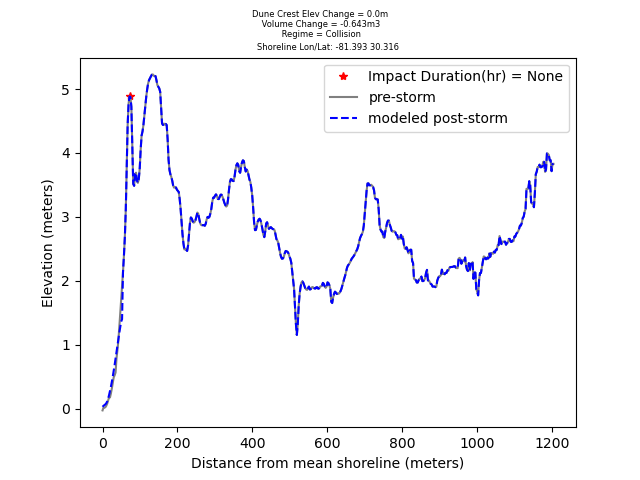 Dune Crest Elev Change = 0.0m
Volume Change = -0.643m3
Regime = Collision
Shoreline Lon/Lat: -81.393 30.316
Impact Duration(hr) = None
pre-storm
modeled post-storm
Elevation (meters)
5
4
3
2
1
0
0 200 400 600 800 1000 1200
Distance from mean shoreline (meters)